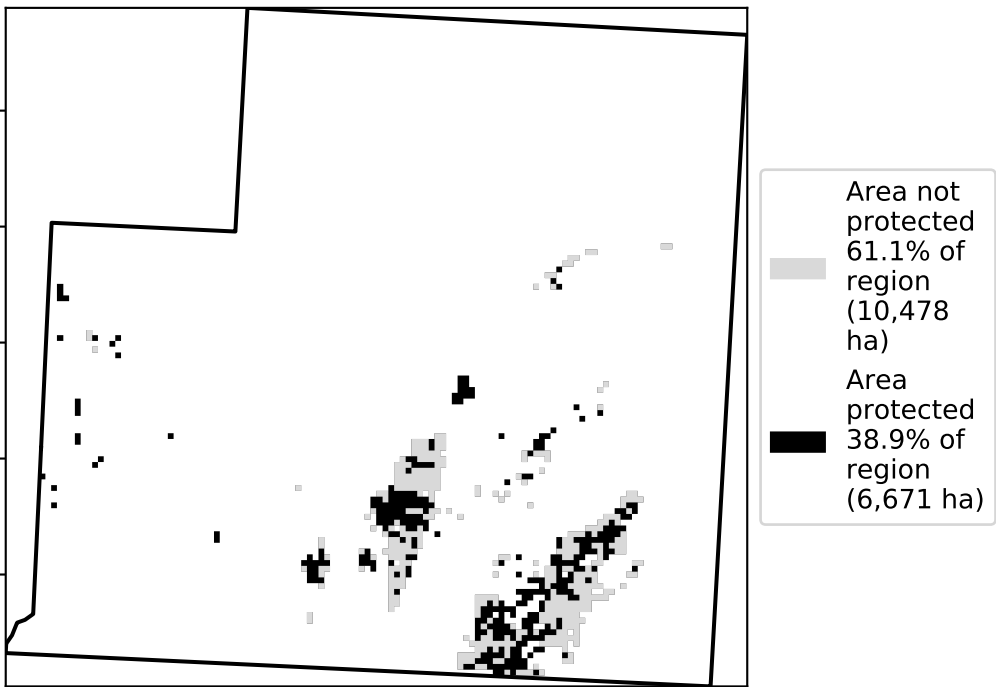 Area not
protected
61.1% of
region
(10,478
ha)
Area
protected
38.9% of
region
(6,671 ha)